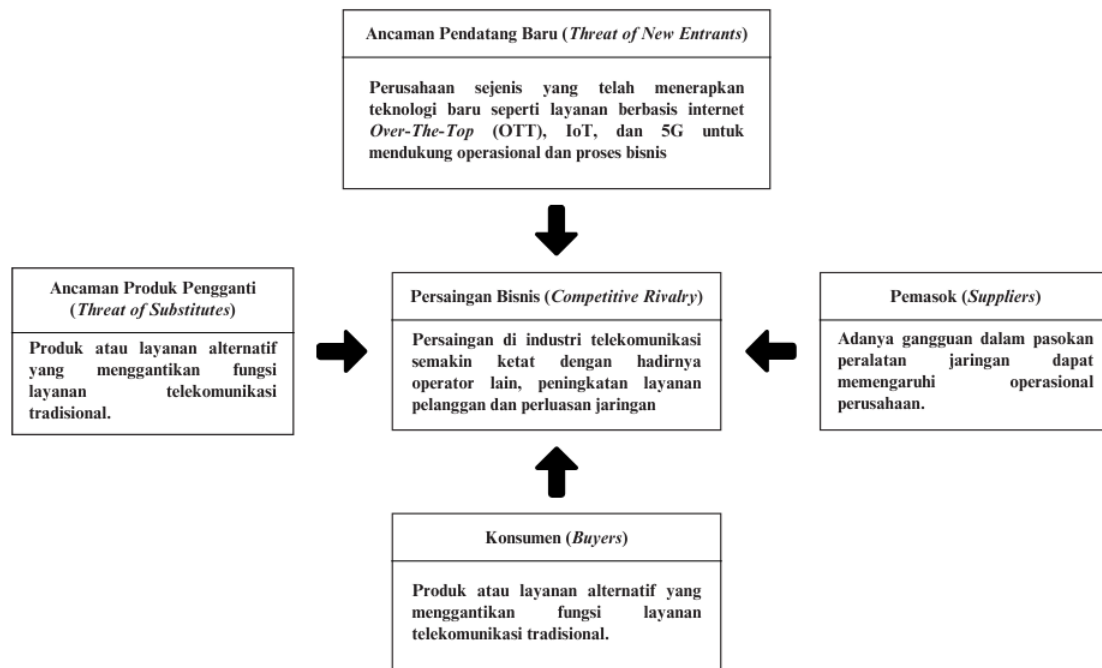 Ancaman Pendatang Baru (Threat of New Entrants)
Perusahaan sejenis yang telah menerapkan
teknologi baru seperti layanan berbasis internet
Over-The-Top (OTT), IoT, dan 5G untuk
mendukung operasional dan proses bisnis
Ancaman Produk Pengganti
(Threat of Substitutes)
Produk atau layanan alternatif
yang menggantikan fungsi
layanan telekomunikasi
tradisional.
Persaingan Bisnis (Competitive Rivalry)
Persaingan di industri telekomunikasi
semakin ketat dengan hadirnya
operator lain, peningkatan layanan
pelanggan dan perluasan jaringan
Pemasok (Suppliers)
Adanya gangguan dalam pasokan
peralatan jaringan dapat
memengaruhi operasional
perusahaan.
Konsumen (Buyers)
Produk atau layanan alternatif yang
menggantikan fungsi layanan
telekomunikasi tradisional.